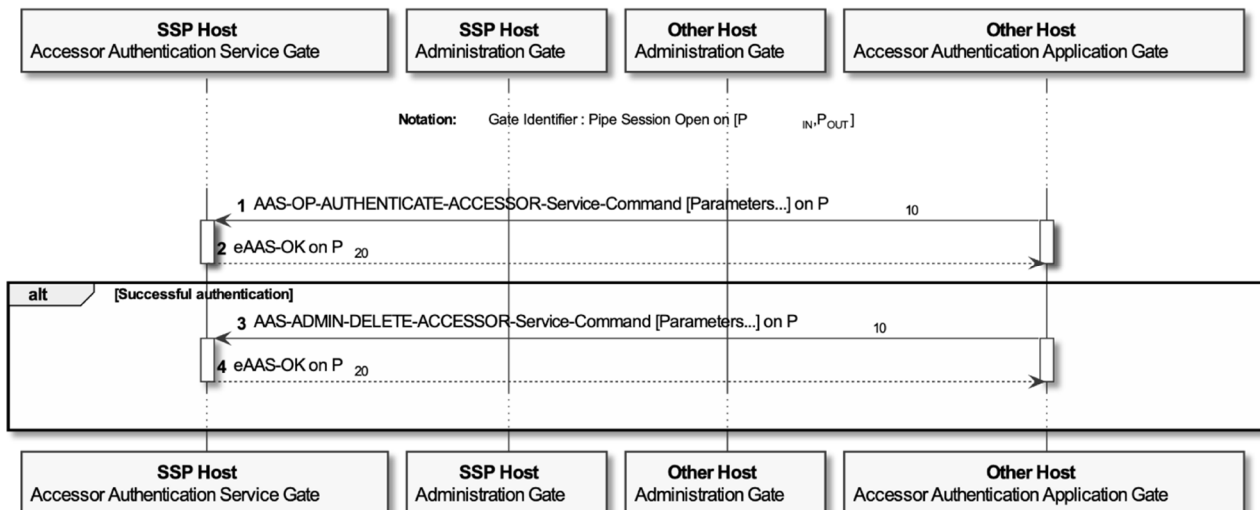 SSP Host
Accessor Authentication Service Gate
SSP Host
Administration Gate
Other Host
Administration Gate
Other Host
Accessor Authentication Application Gate
Notation: Gate Identifier : Pipe Session Open on [P IN,POUT]
1 AAS-OP-AUTHENTICATE-ACCESSOR-Service-Command [Parameters...] on P 10
2 eAAS-OK on P 20
alt [Successful authentication]
3 AAS-ADMIN-DELETE-ACCESSOR-Service-Command [Parameters...] on P 10
4 eAAS-OK on P 20
SSP Host
Accessor Authentication Service Gate
SSP Host
Administration Gate
Other Host
Administration Gate
Other Host
Accessor Authentication Application Gate